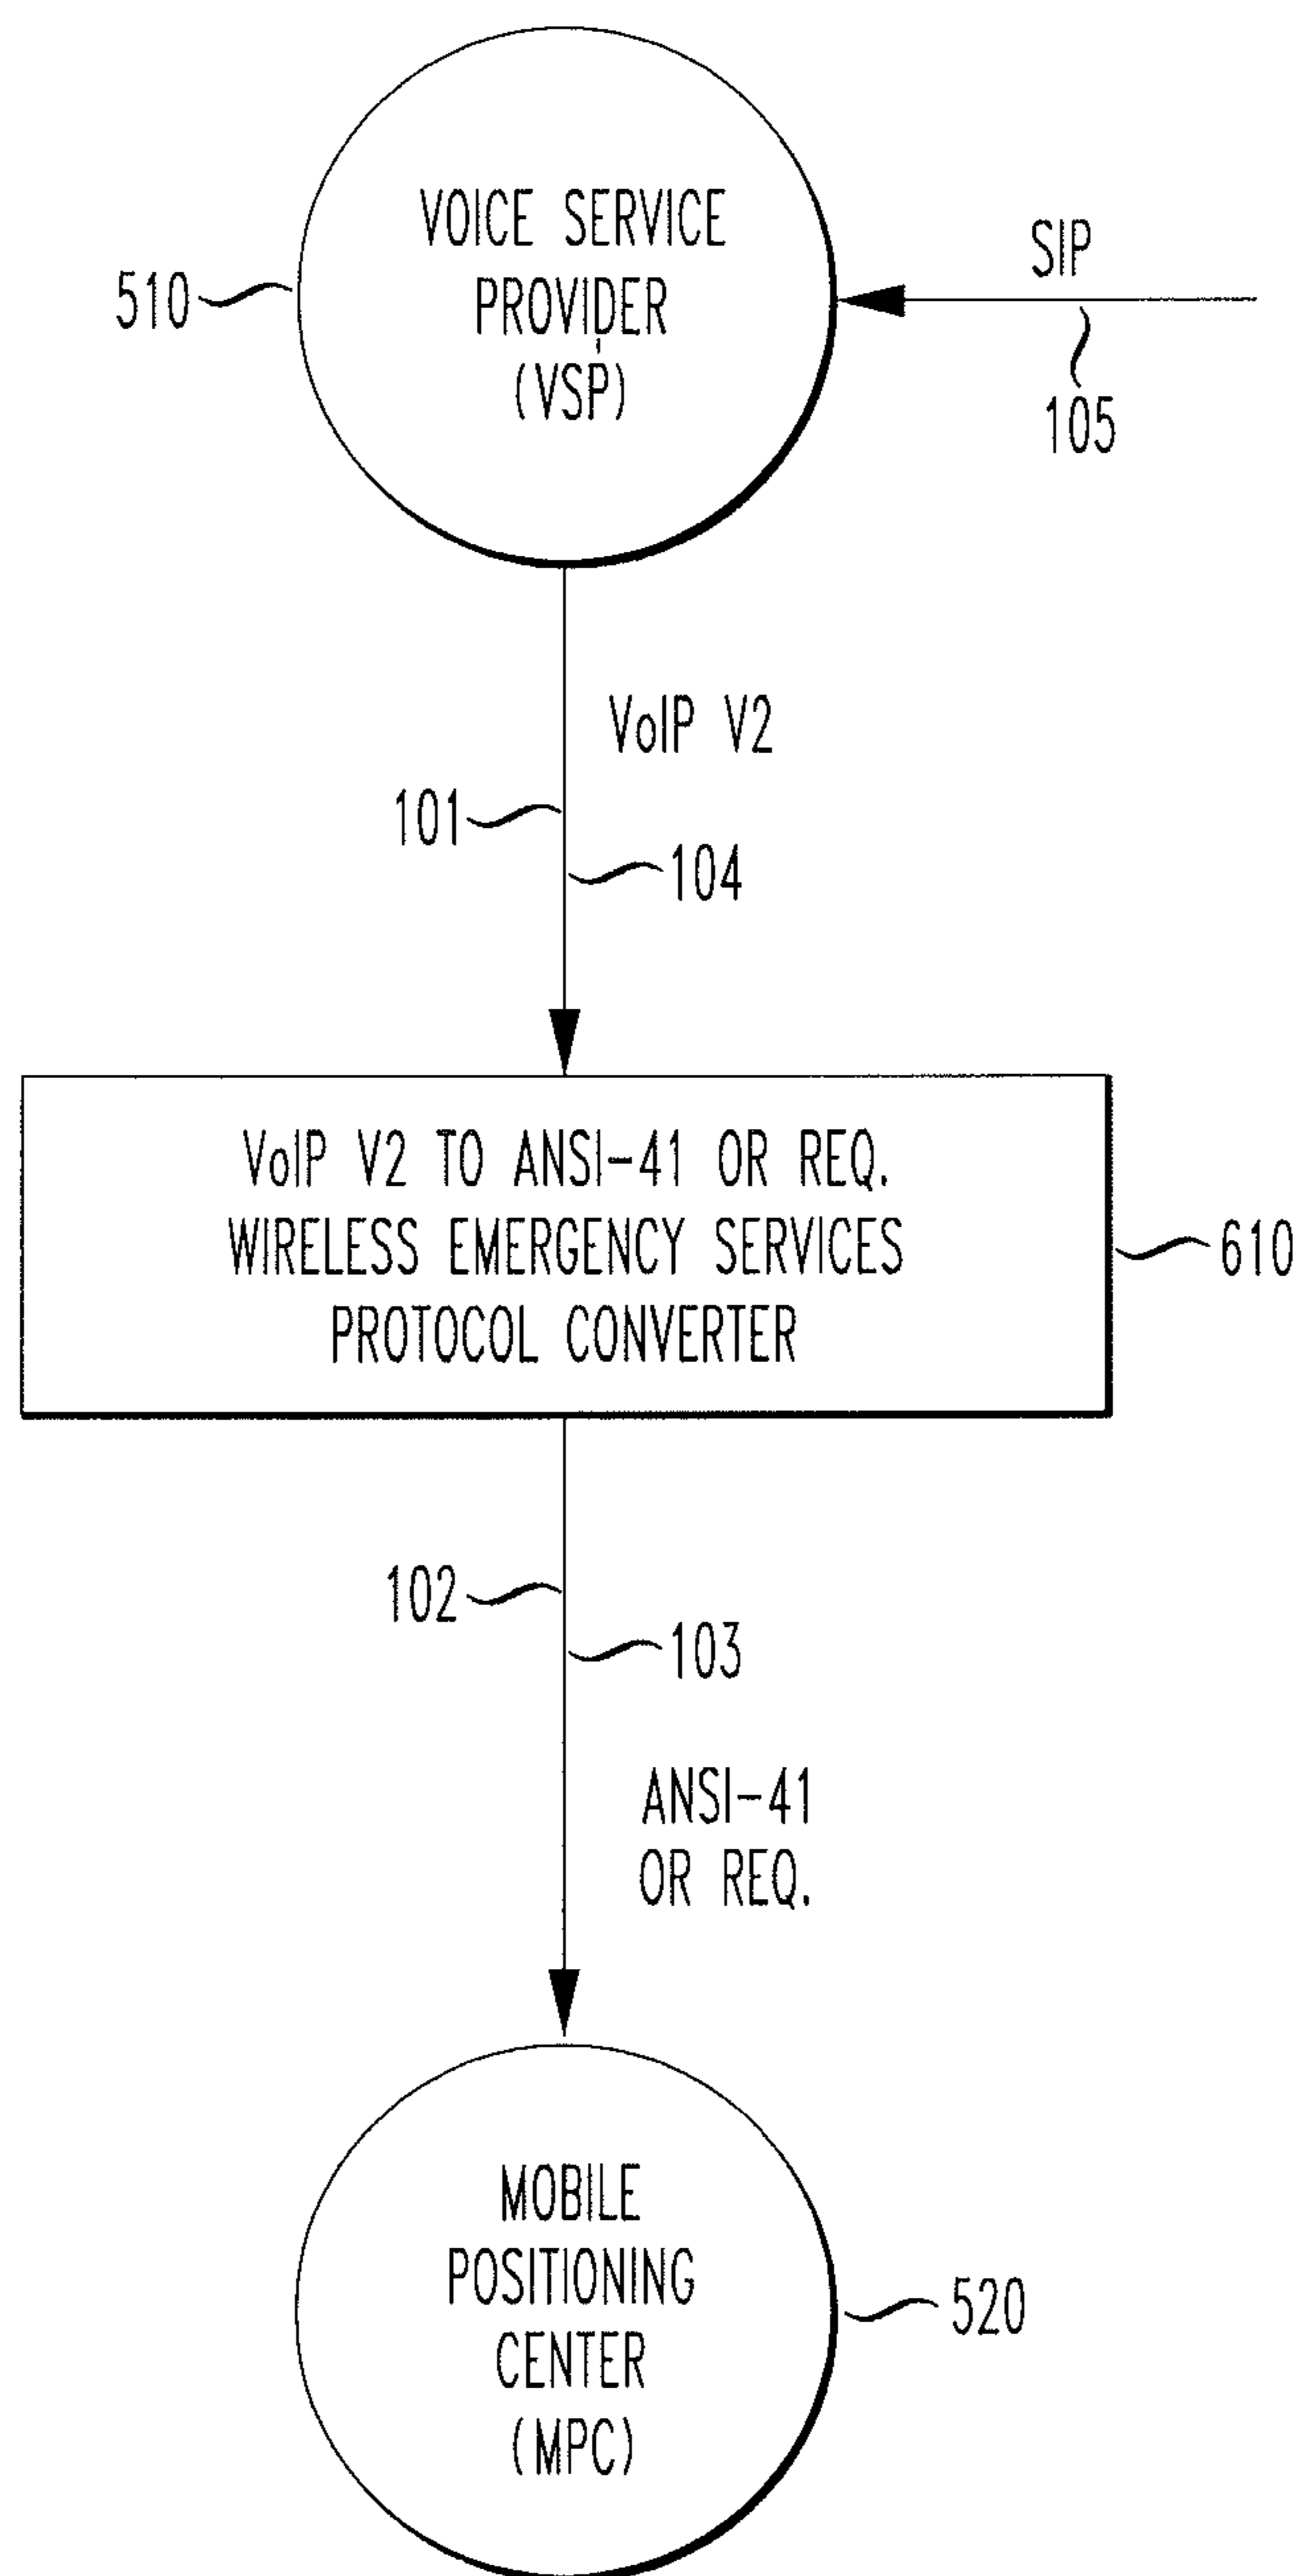 VOICE SERVICE
PROVIDER
(VSP)
510
SIP
105
VoIP V2
101
104
VoIP V2 TO ANSI-41 OR REQ.
WIRELESS EMERGENCY SERVICES
PROTOCOL CONVERTER
610
102
103
ANSI-41
OR REQ.
MOBILE
POSITIONING
CENTER
(MPC)
520